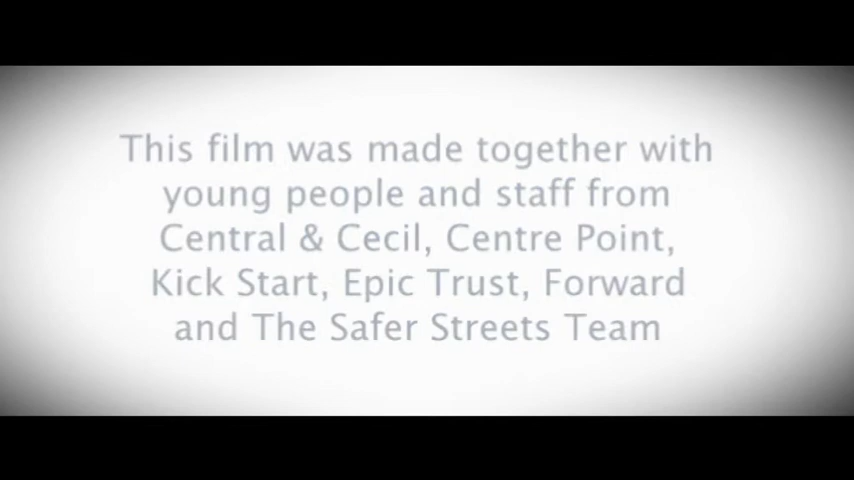 This film was made together with
young people and staff from
Central & Cecil, Centre Point,
Kick Start, Epic Trust, Forward
and The Safer Streets Team